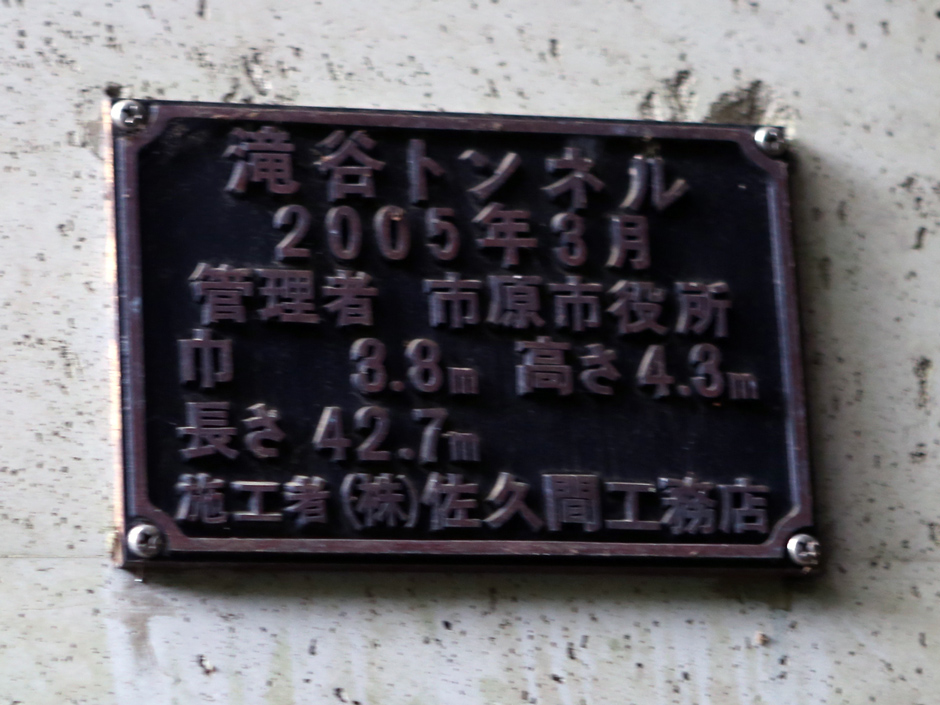 滝谷トンネル
2005年3月
管理者 市原市役所
巾 3.8m 高さ4.3m
長さ 42.7m
施工者(株)佐久間工務店